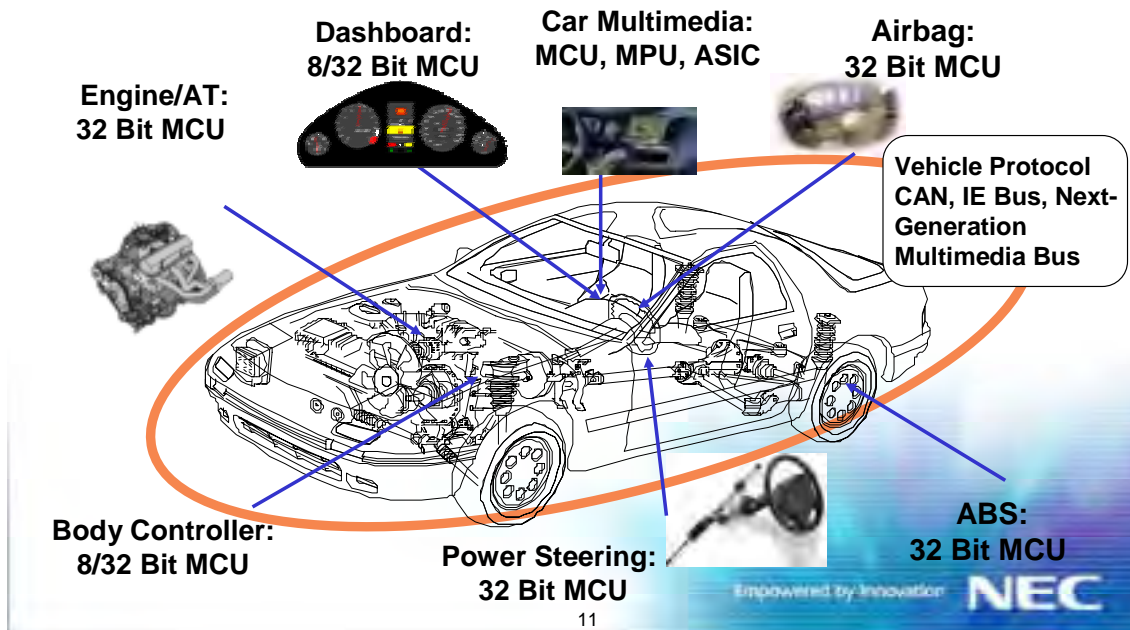 Dashboard:
8/32 Bit MCU
Car Multimedia:
MCU, MPU, ASIC
Airbag:
32 Bit MCU
Engine/AT:
32 Bit MCU
Vehicle Protocol
CAN, IE Bus, Next-
Generation
Multimedia Bus
Body Controller:
8/32 Bit MCU
Power Steering:
32 Bit MCU
ABS:
32 Bit MCU
Empowered by Innovation
NEC
11